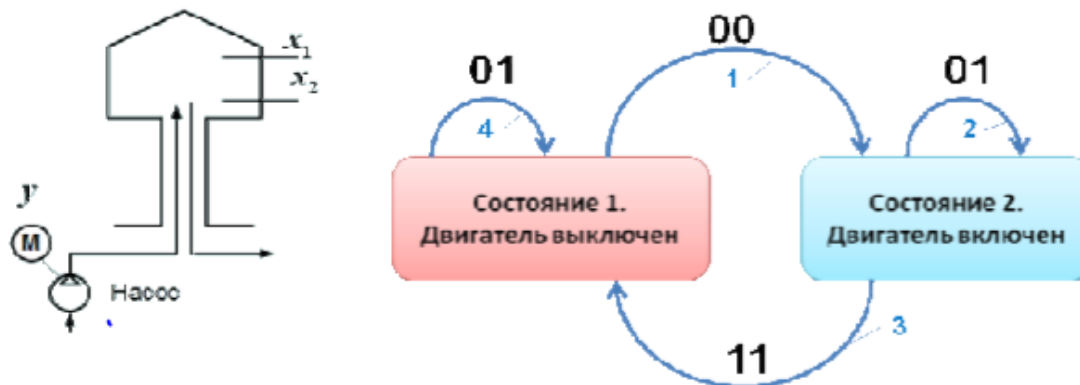 x1
x2
y
М
Насос
00
1
01
4
01
2
Состояние 1.
Двигатель выключен
Состояние 2.
Двигатель включен
3
11